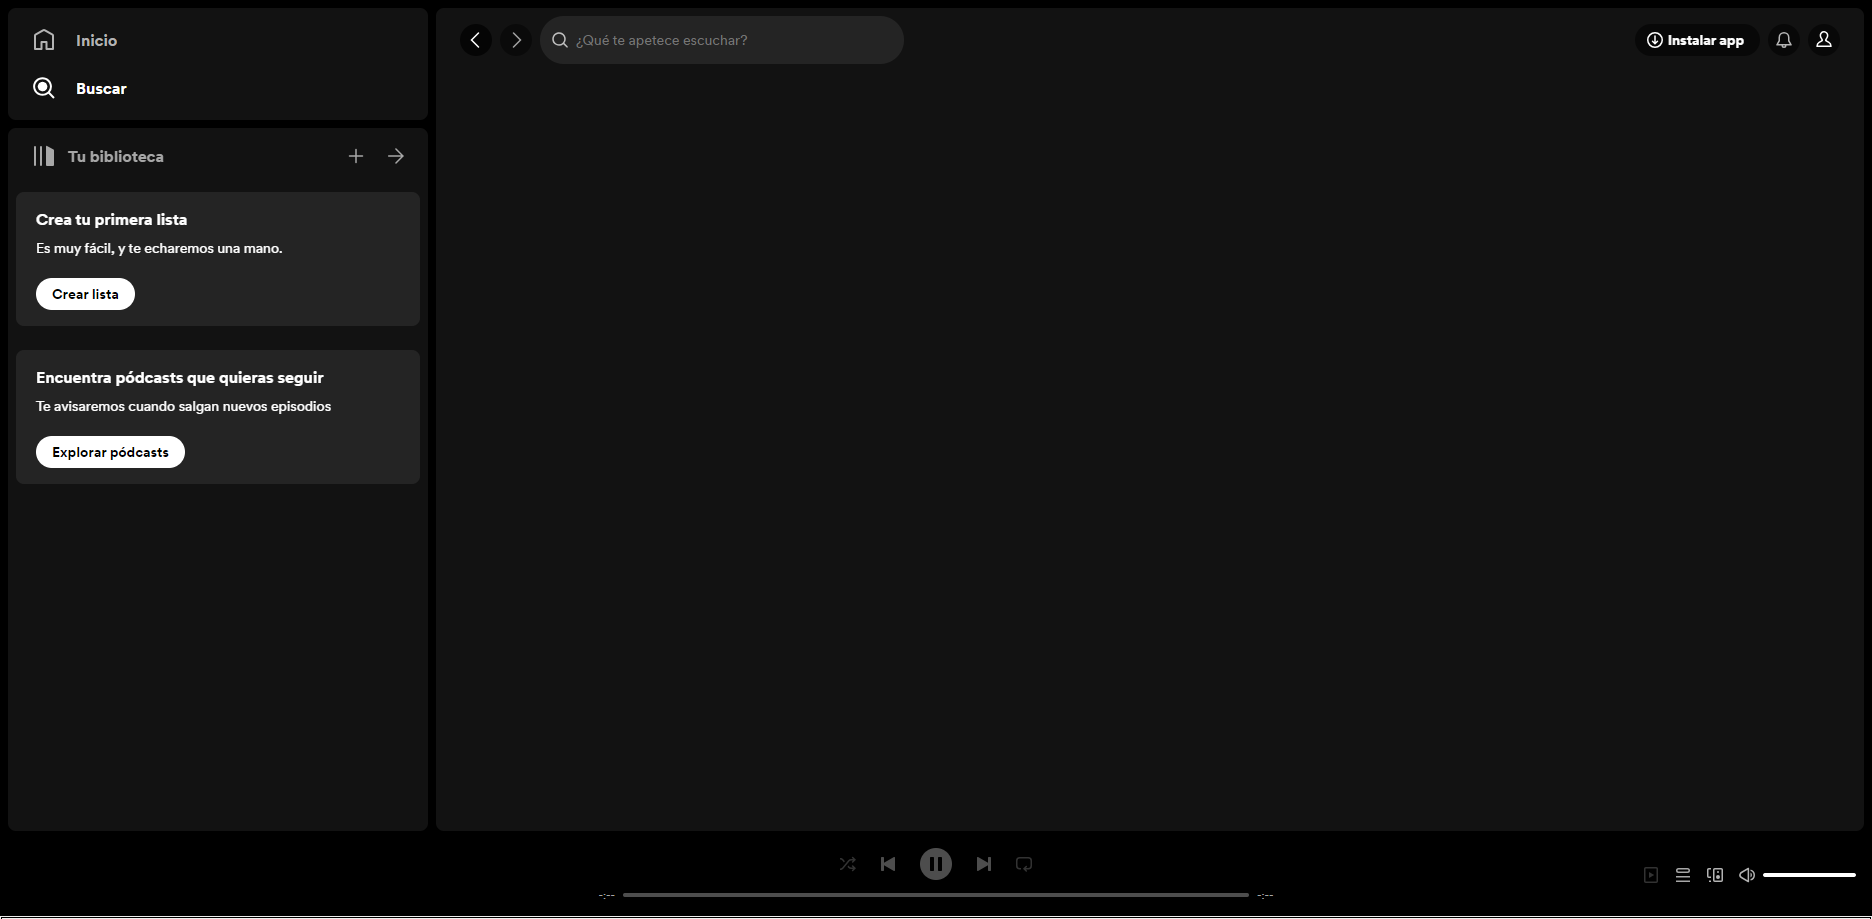 Inicio
¿Qué te apetece escuchar?
Instalar app
Buscar
Tu biblioteca
Crea tu primera lista
Es muy fácil, y te echaremos una mano.
Crear lista
Encuentra pódcasts que quieras seguir
Te avisaremos cuando salgan nuevos episodios
Explorar pódcasts
-:--
-:--